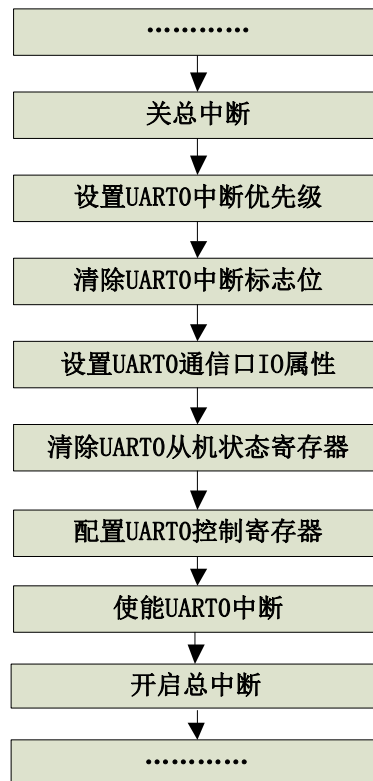 …………
关总中断
设置UART0中断优先级
清除UART0中断标志位
设置UART0通信口IO属性
清除UART0从机状态寄存器
配置UART0控制寄存器
使能UART0中断
开启总中断
…………